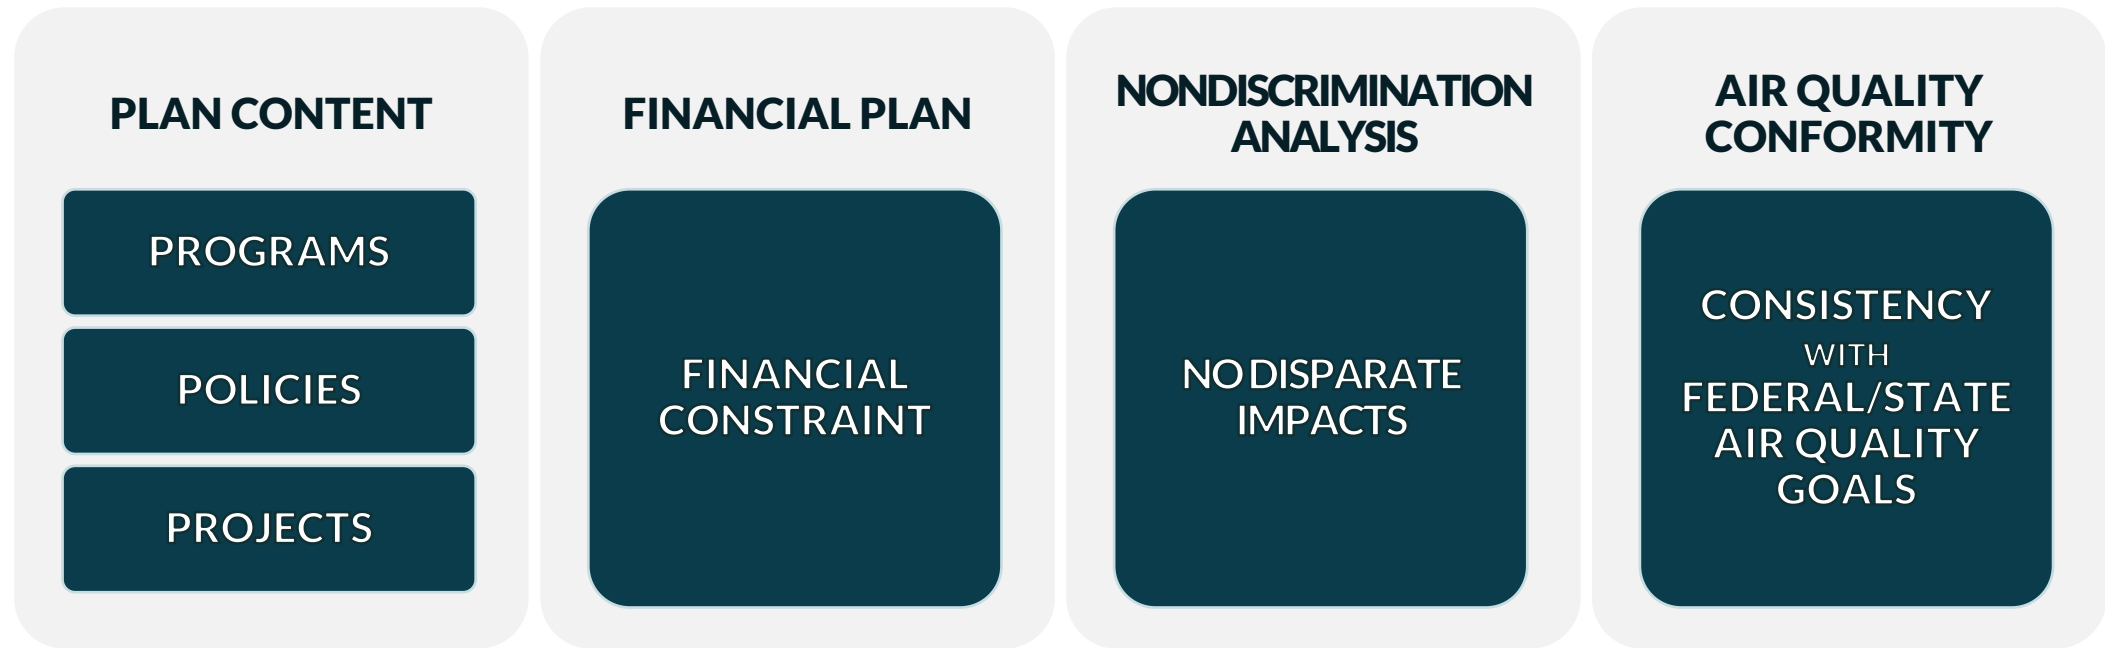 PLAN CONTENT
PROGRAMS
POLICIES
PROJECTS
FINANCIAL PLAN
FINANCIAL
CONSTRAINT
NONDISCRIMINATION
ANALYSIS
NO DISPARATE
IMPACTS
AIR QUALITY
CONFORMITY
CONSISTENCY
WITH
FEDERAL/STATE
AIR QUALITY
GOALS